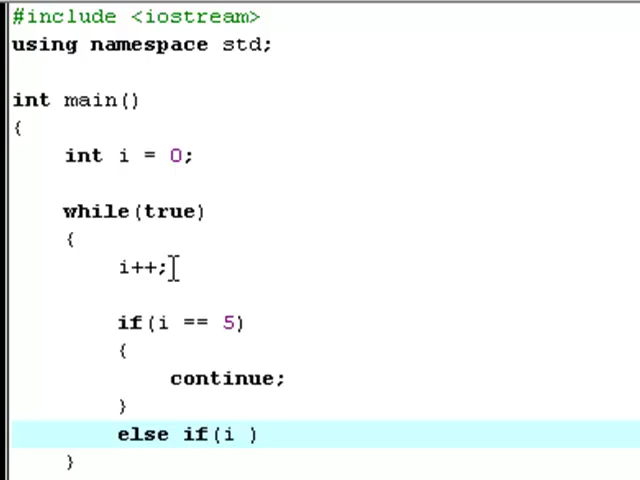 #include <iostream>
using namespace std;
int main()
{
int i = 0;
while(true)
{
i++;
if(i == 5)
{
continue;
}
else if(i )
}